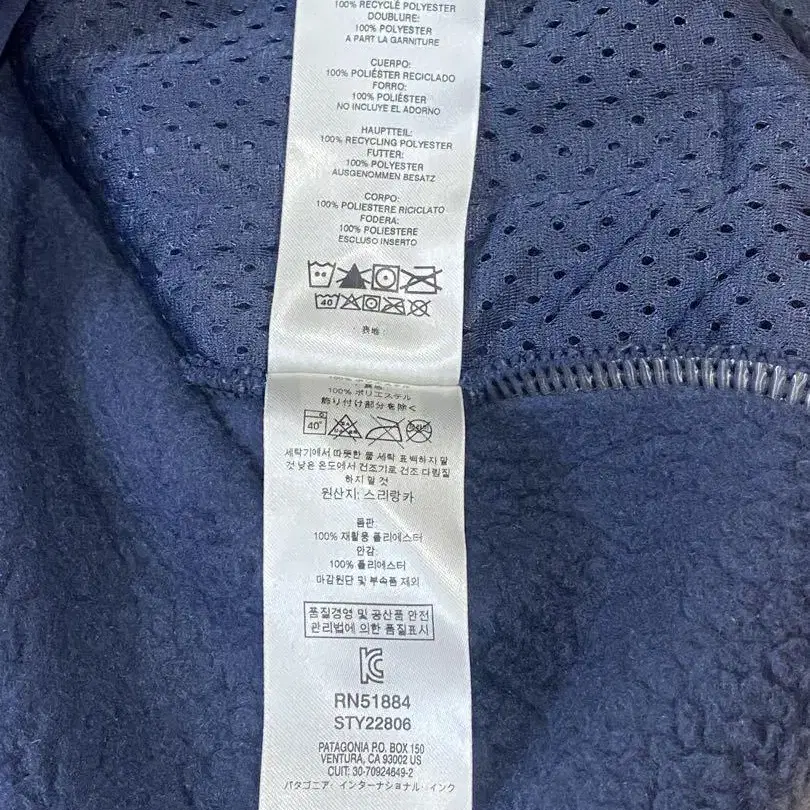 100% RECYCLÉ POLYESTER
DOUBLURE:
100% POLYESTER
A PART LA GARNITURE
CUERPO:
100% POLIÉSTER RECICLADO
FORRO:
100% POLIÉSTER
NO INCLUYE EL ADORNO
HAUPTTEIL:
100% RECYCLING POLYESTER
FUTTER:
100% POLYESTER
AUSGENOMMEN BESATZ
CORPO:
100% POLIESTERE RICICLATO
FODERA:
100% POLIESTERE
ESCLUSO INSERTO
40
表地:
100% ポリエステル
飾り付け部分を除く
40°
세탁기에서 따뜻한 물 세탁 표백하지 말
것 낮은 온도에서 건조기로 건조 다림질
하지 말 것
원산지: 스리랑카
몸판:
100% 재활용 폴리에스터
안감:
100% 폴리에스터
마감원단 및 부속품 제외
품질경영 및 공산품 안전
관리법에 의한 품질표시
RN51884
STY22806
PATAGONIA P.O. BOX 150
VENTURA, CA 93002 US
CUIT: 30-70924649-2
パタゴニア・インターナショナル・インク